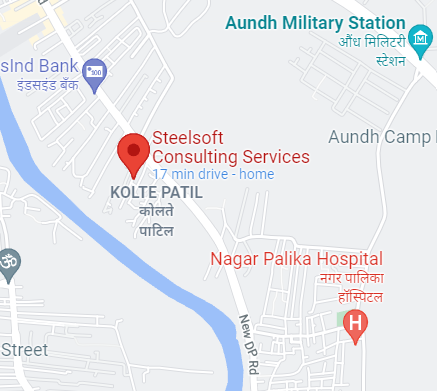 Aundh Military Station
औंध मिलिटरी
स्टेशन
sInd Bank
इंडसइंड बँक
Aundh Camp
Steelsoft
Consulting Services
17 min drive - home
KOLTE PATIL
कोलते
पाटिल
Nagar Palika Hospital
नगर पालिका
हॉस्पिटल
H
New DP Rd
ॐ
Street